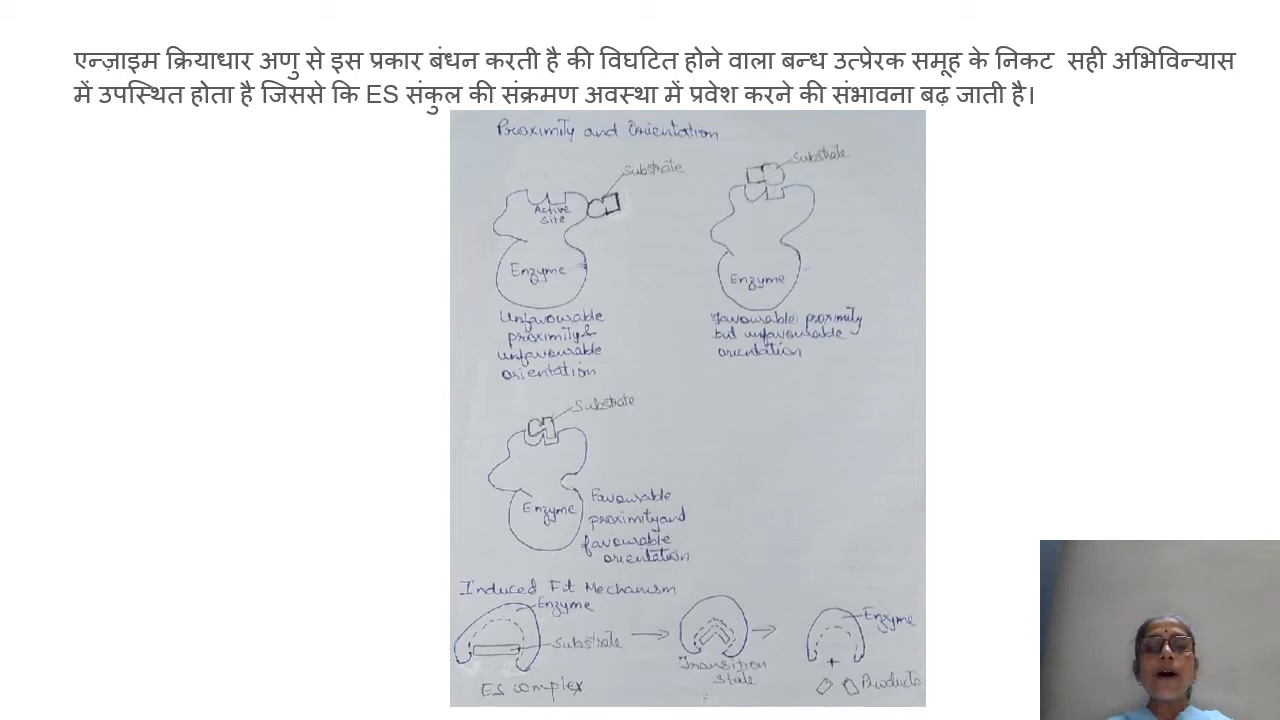 एन्ज़ाइम क्रियाधार अणु से इस प्रकार बंधन करती है की विघटित होने वाला बन्ध उत्प्रेरक समूह के निकट  सही अभिविन्यास
में उपस्थित होता है जिससे कि ES संकुल की संक्रमण अवस्था में प्रवेश करने की संभावना बढ़ जाती है।
Proximity and Orientation
Substrate
Active
Site
Enzyme
Unfavourable
proximity &
unfavourable
orientation
Substrate
Enzyme
favourable proximity
but unfavourable
orientation
Substrate
Enzyme
Favourable
proximity and
favourable
orientation
Induced Fit Mechanism
Enzyme
Substrate
ES complex
Transition
state
Enzyme
+
Products